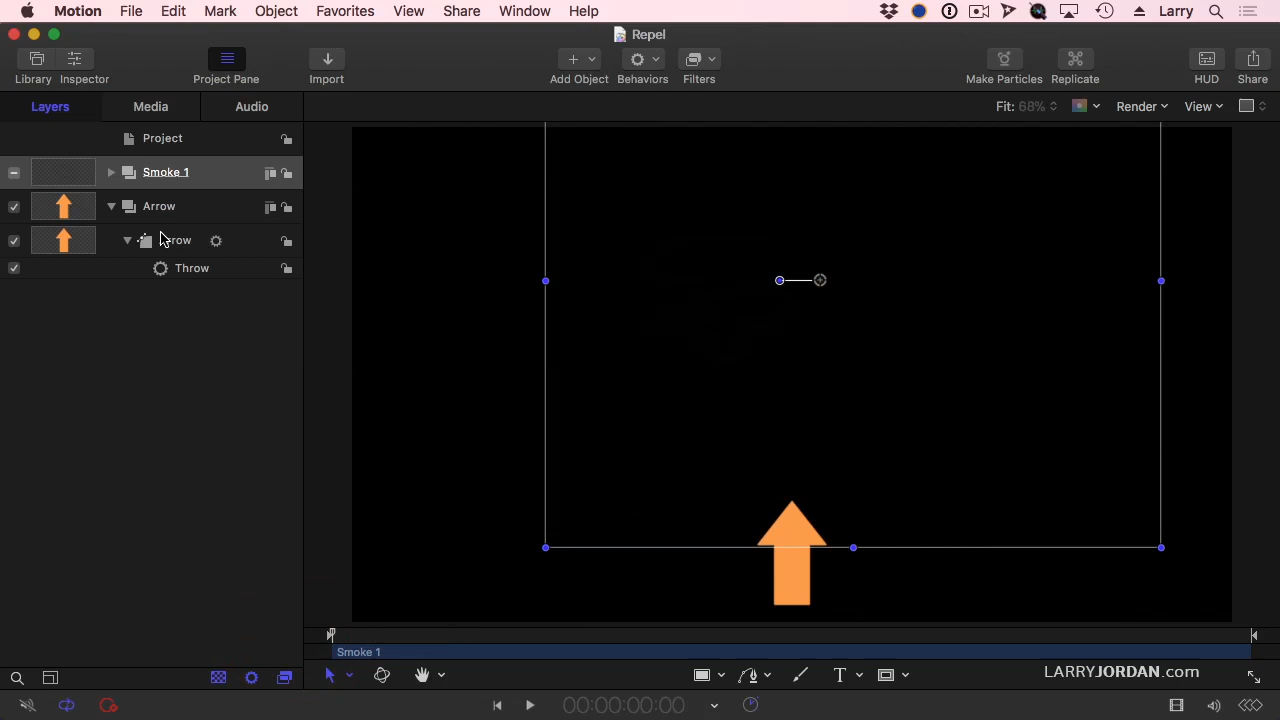 Motion File Edit Mark Object Favorites View Share Window Help Larry
Repel
Library Inspector Project Pane Import Add Object Behaviors Filters Make Particles Replicate HUD Share
Layers Media Audio Fit: 68% Render View
Project
Smoke 1
Arrow
rrow
Throw
Smoke 1
T LARRYJORDAN.com
00:00:00:00